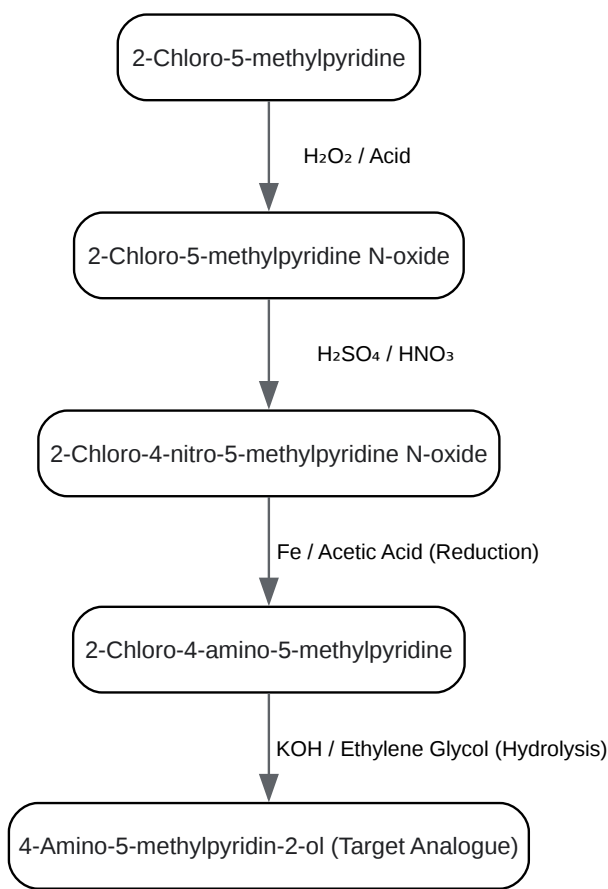 2-Chloro-5-methylpyridine
H₂O₂ / Acid
2-Chloro-5-methylpyridine N-oxide
H₂SO₄ / HNO₃
2-Chloro-4-nitro-5-methylpyridine N-oxide
Fe / Acetic Acid (Reduction)
2-Chloro-4-amino-5-methylpyridine
KOH / Ethylene Glycol (Hydrolysis)
4-Amino-5-methylpyridin-2-ol (Target Analogue)